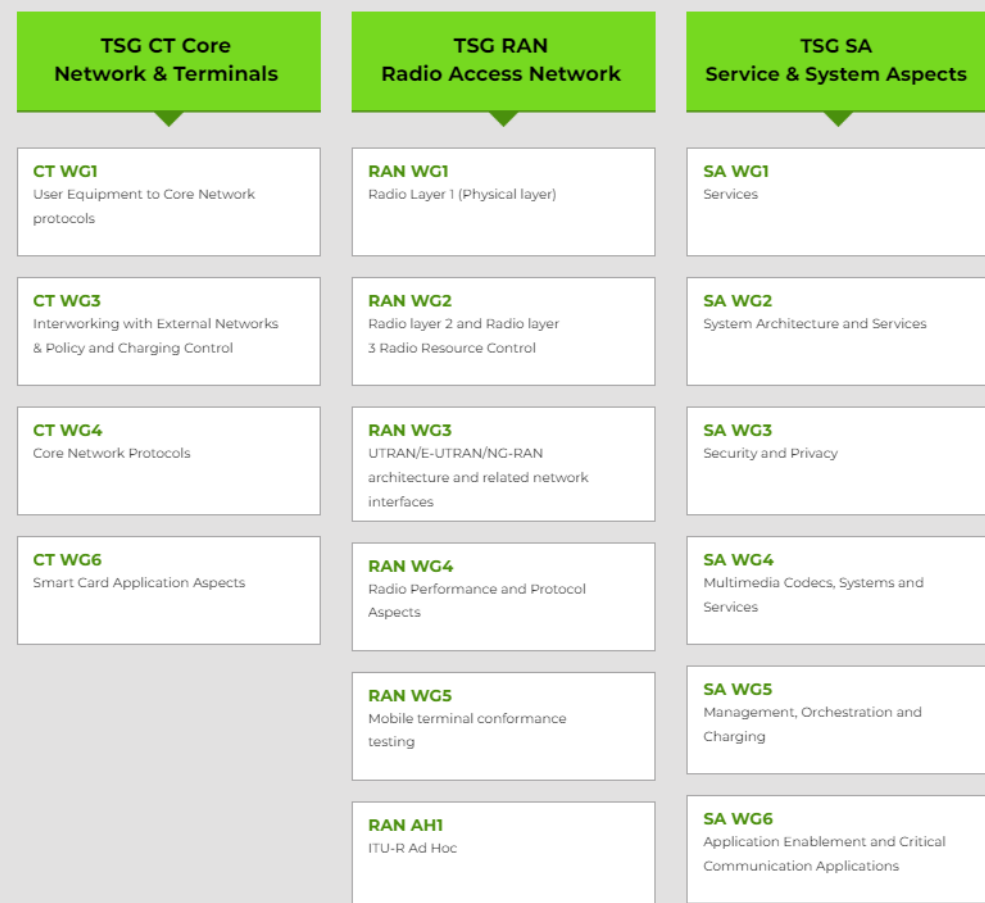 TSG CT Core
Network & Terminals
CT WG1
User Equipment to Core Network
protocols
CT WG3
Interworking with External Networks
& Policy and Charging Control
CT WG4
Core Network Protocols
CT WG6
Smart Card Application Aspects
TSG RAN
Radio Access Network
RAN WG1
Radio Layer 1 (Physical layer)
RAN WG2
Radio layer 2 and Radio layer
3 Radio Resource Control
RAN WG3
UTRAN/E-UTRAN/NG-RAN
architecture and related network
interfaces
RAN WG4
Radio Performance and Protocol
Aspects
RAN WG5
Mobile terminal conformance
testing
RAN AH1
ITU-R Ad Hoc
TSG SA
Service & System Aspects
SA WG1
Services
SA WG2
System Architecture and Services
SA WG3
Security and Privacy
SA WG4
Multimedia Codecs, Systems and
Services
SA WG5
Management, Orchestration and
Charging
SA WG6
Application Enablement and Critical
Communication Applications